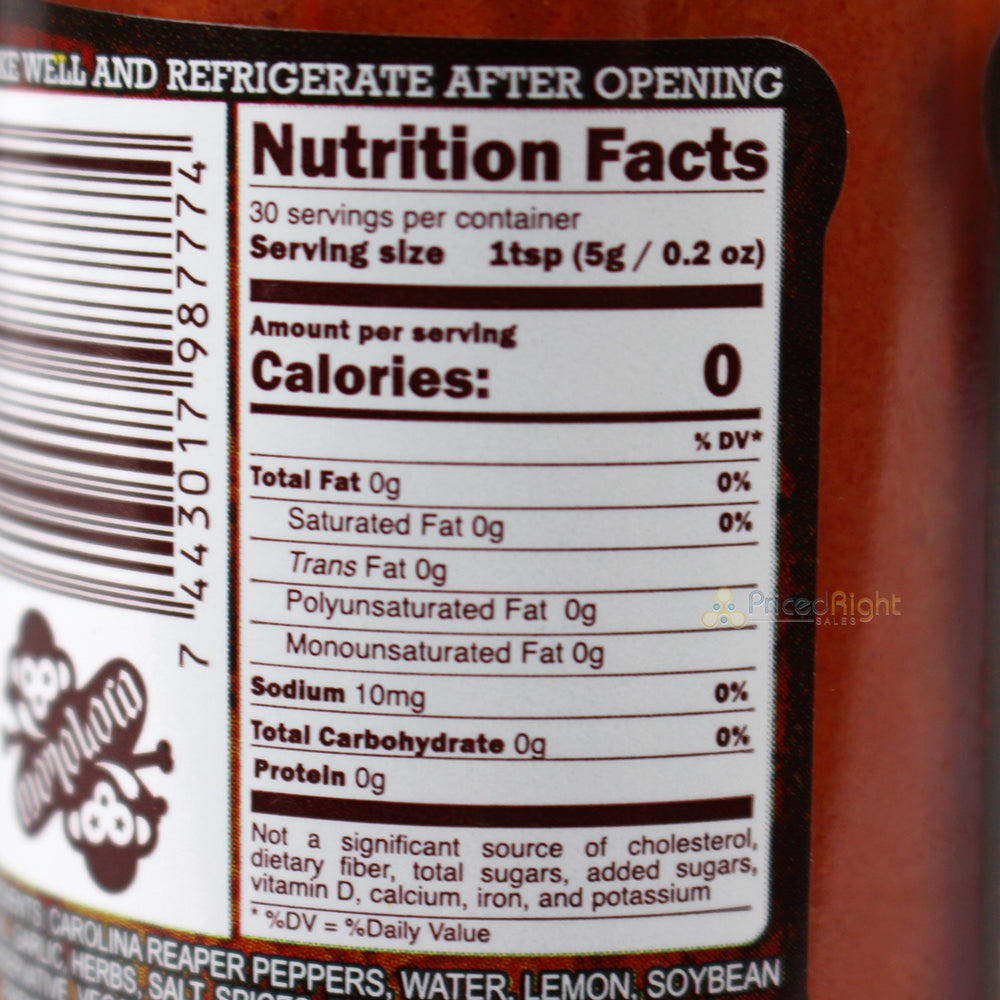 WELL AND REFRIGERATE AFTER OPENING
7 44301798777 4
Nutrition Facts
30 servings per container
Serving size 1tsp (5g / 0.2 oz)
Amount per serving
Calories: 0
% DV*
Total Fat 0g 0%
Saturated Fat 0g 0%
Trans Fat 0g
Polyunsaturated Fat 0g
Monounsaturated Fat 0g
Sodium 10mg 0%
Total Carbohydrate 0g 0%
Protein 0g
Not a significant source of cholesterol,
dietary fiber, total sugars, added sugars,
vitamin D, calcium, iron, and potassium
* %DV = %Daily Value
PricedRight
SALES
CAROLINA REAPER PEPPERS, WATER, LEMON, SOYBEAN
GARLIC, HERBS, SALT,